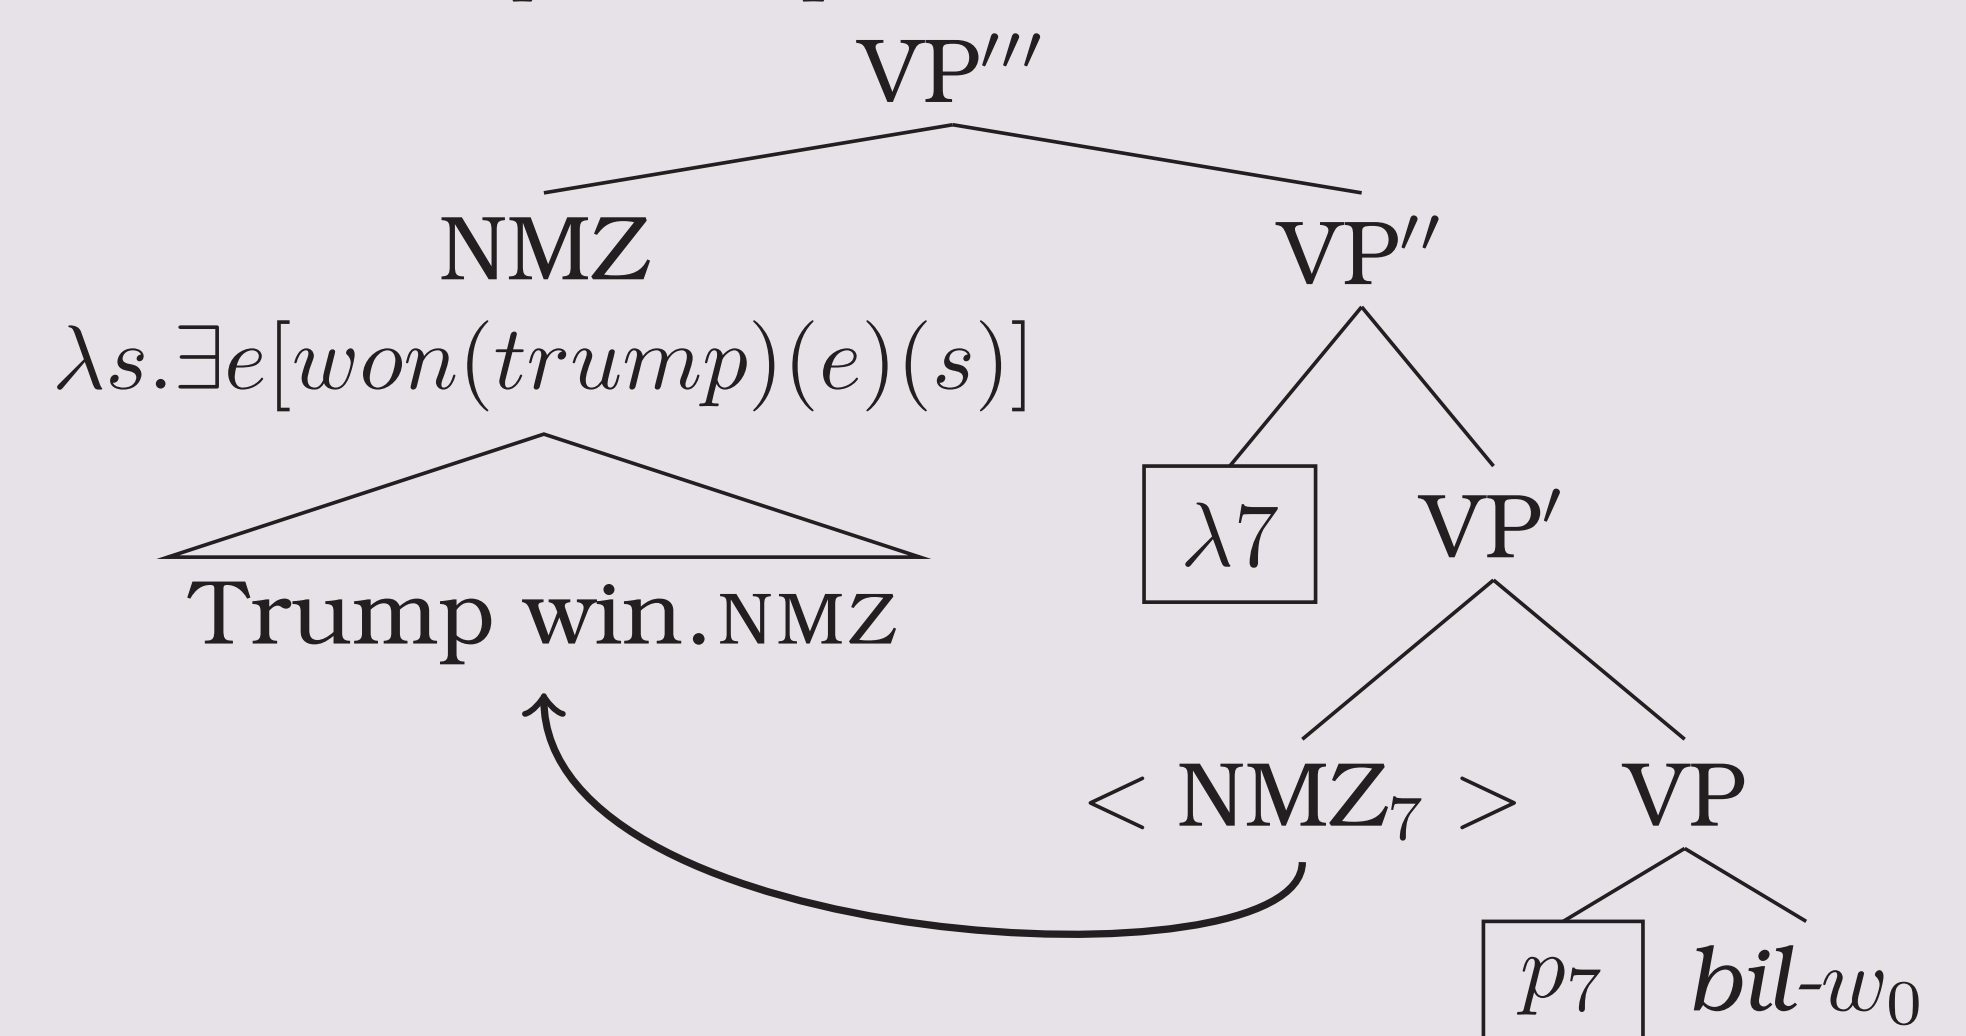 VP′′′
NMZ
VP′′
λs.∃e[won(trump)(e)(s)]
λ7
VP′
Trump win.NMZ
< NMZ₇ >
VP
p₇
bil-w₀